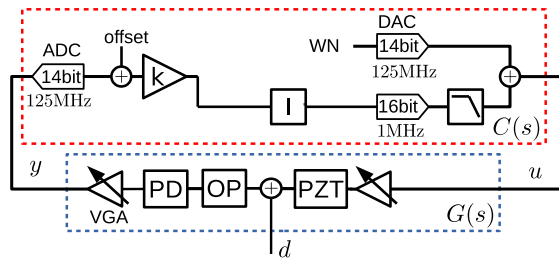 DAC
offset
ADC
WN
14bit
14bit
k
125MHz
125MHz
I
16bit
1MHz
C(s)
y
u
PD
OP
PZT
VGA
G(s)
d